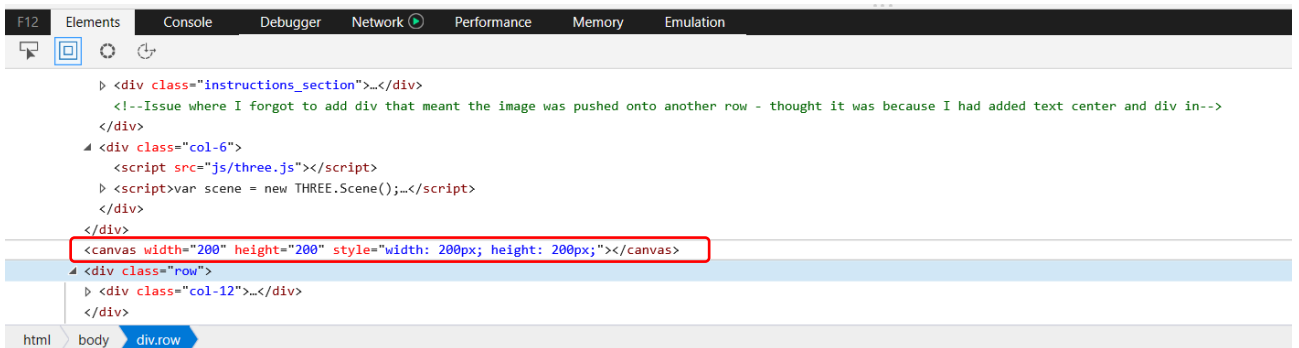 F12 Elements Console Debugger Network Performance Memory Emulation
<div class="instructions_section">…</div>
<!--Issue where I forgot to add div that meant the image was pushed onto another row - thought it was because I had added text center and div in-->
</div>
<div class="col-6">
<script src="js/three.js"></script>
<script>var scene = new THREE.Scene();…</script>
</div>
</div>
<canvas width="200" height="200" style="width: 200px; height: 200px;"></canvas>
<div class="row">
<div class="col-12">…</div>
</div>
html body div.row